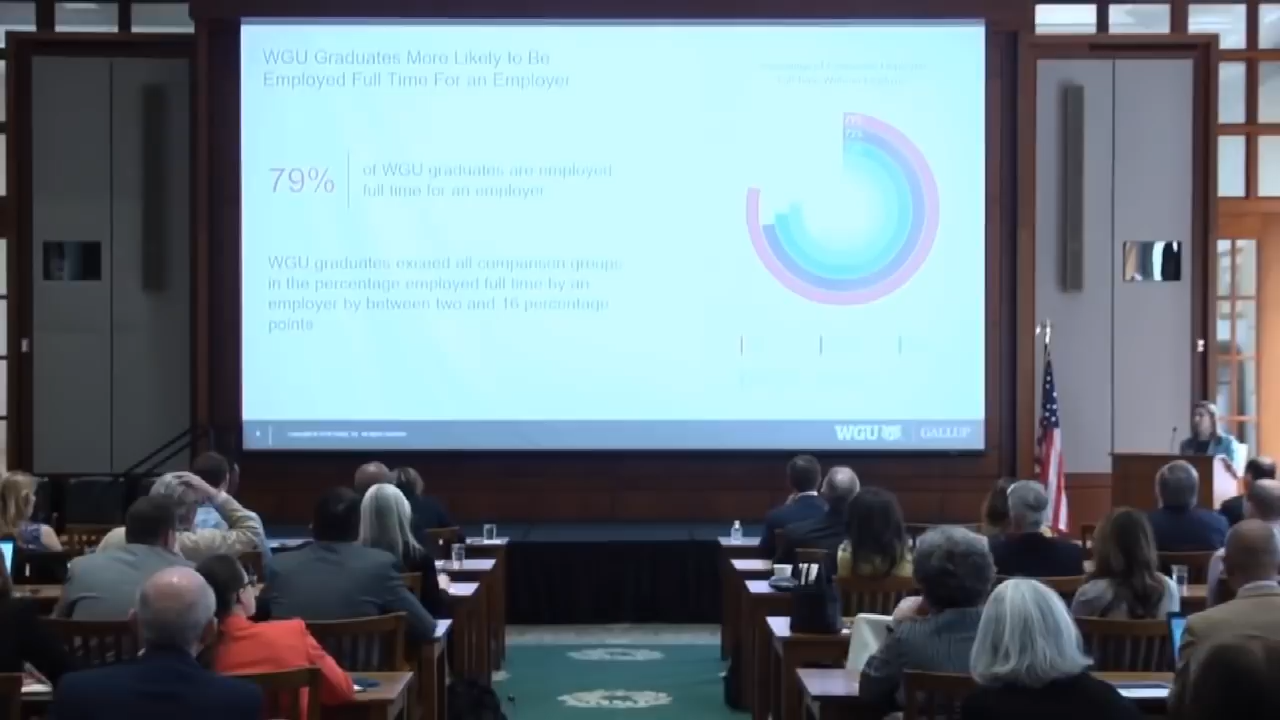 WGU Graduates More Likely to Be
Employed Full Time For an Employer
79%
of WGU graduates are employed
full time for an employer
WGU graduates exceed all comparison groups
in the percentage employed full time by an
employer by between two and 16 percentage
points
WGU
GALLUP